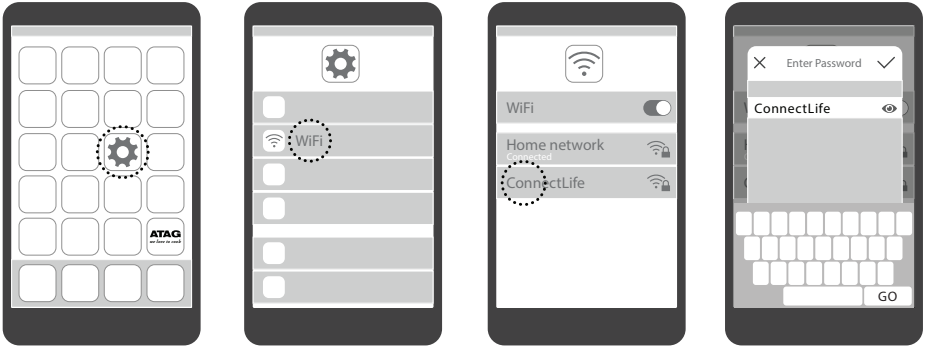 ATAG
we love to cook
WiFi
WiFi
Home network
Connected
ConnectLife
Enter Password
ConnectLife
GO